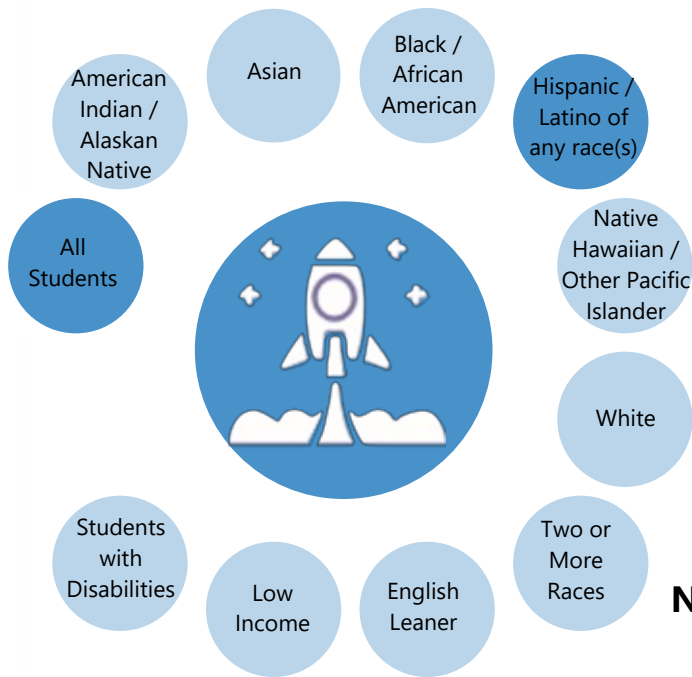 American
Indian /
Alaskan
Native
Asian
Black /
African
American
Hispanic /
Latino of
any race(s)
All
Students
Native
Hawaiian /
Other Pacific
Islander
White
Students
with
Disabilities
Low
Income
English
Leaner
Two or
More
Races
N